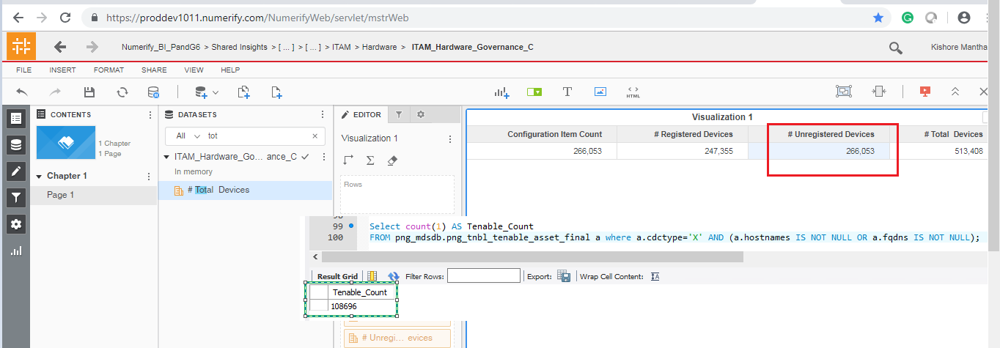 https://proddev1011.numerify.com/NumerifyWeb/servlet/mstrWeb
Numerify_BI_PandG6 > Shared Insights > [ ... ] > [ ... ] > ITAM > Hardware > ITAM_Hardware_Governance_C
Kishore Mantha
FILE INSERT FORMAT SHARE VIEW HELP
HTML
CONTENTS
1 Chapter
1 Page
Chapter 1
Page 1
DATASETS
All tot
ITAM_Hardware_Go... ance_C
In memory
# Total Devices
EDITOR
Visualization 1
Rows
# Unregi... evices
Visualization 1
Configuration Item Count # Registered Devices # Unregistered Devices # Total Devices
266,053 247,355 266,053 513,408
99 Select count(1) AS Tenable_Count
100 FROM png_mdsdb.png_tnbl_tenable_asset_final a where a.cdctype='X' AND (a.hostnames IS NOT NULL OR a.fqdns IS NOT NULL);
Result Grid Filter Rows: Export: Wrap Cell Content:
Tenable_Count
108696